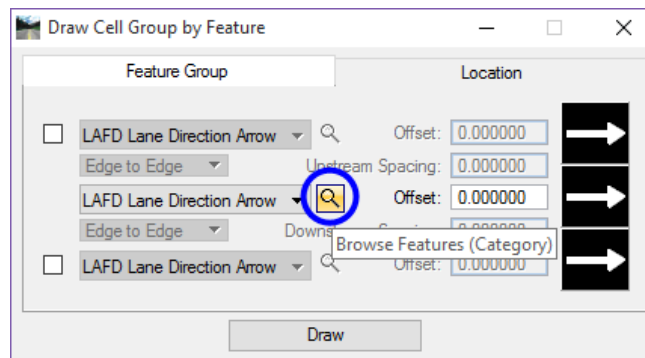 Draw Cell Group by Feature
Feature Group Location
LAFD Lane Direction Arrow Offset: 0.000000
Edge to Edge Upstream Spacing: 0.000000
LAFD Lane Direction Arrow Offset: 0.000000
Edge to Edge Downs
Browse Features (Category)
LAFD Lane Direction Arrow Offset: 0.000000
Draw